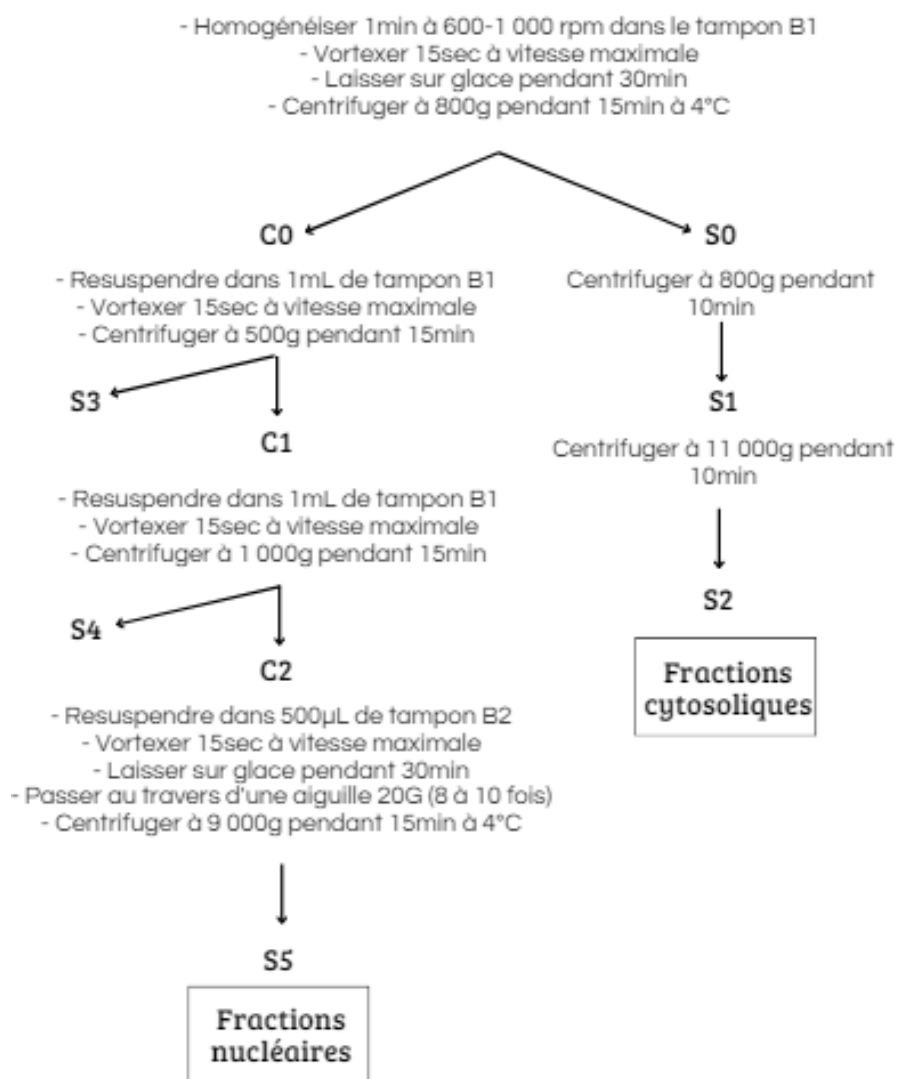 - Homogénéiser 1min à 600-1 000 rpm dans le tampon B1
- Vortexer 15sec à vitesse maximale
- Laisser sur glace pendant 30min
- Centrifuger à 800g pendant 15min à 4°C
C0
- Resuspendre dans 1mL de tampon B1
- Vortexer 15sec à vitesse maximale
- Centrifuger à 500g pendant 15min
S3
C1
- Resuspendre dans 1mL de tampon B1
- Vortexer 15sec à vitesse maximale
- Centrifuger à 1 000g pendant 15min
S4
C2
- Resuspendre dans 500µL de tampon B2
- Vortexer 15sec à vitesse maximale
- Laisser sur glace pendant 30min
- Passer au travers d'une aiguille 20G (8 à 10 fois)
- Centrifuger à 9 000g pendant 15min à 4°C
S5
Fractions
nucléaires
S0
Centrifuger à 800g pendant
10min
S1
Centrifuger à 11 000g pendant
10min
S2
Fractions
cytosoliques